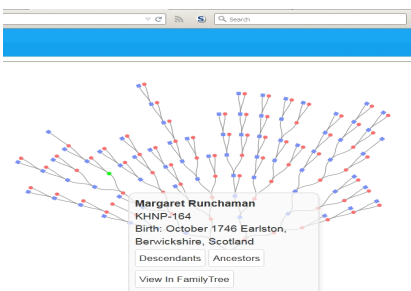 Search
Margaret Runchaman
KHNP-164
Birth: October 1746 Earlston,
Berwickshire, Scotland
Descendants Ancestors
View In FamilyTree